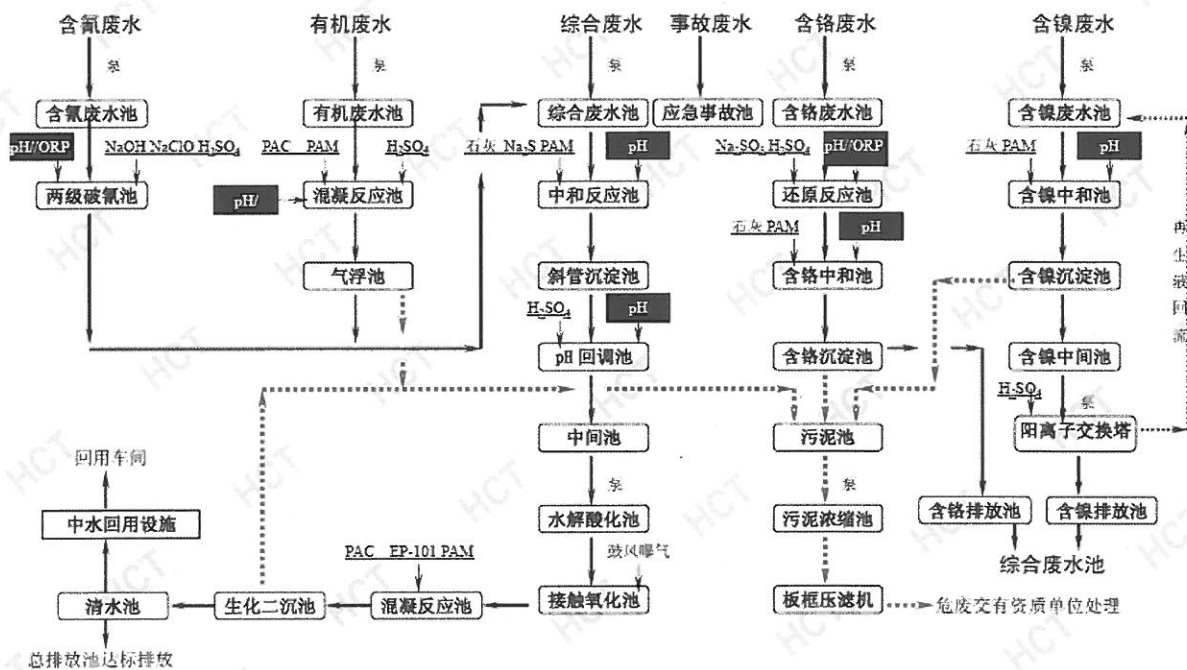 含氰废水 有机废水 综合废水 事故废水 含铬废水 含镍废水
泵 泵 泵 泵 泵
含氰废水池 有机废水池 综合废水池 应急事故池 含铬废水池 含镍废水池
pH//ORP NaOH NaClO H₂SO₄ PAC PAM H₂SO₄ 石灰 Na₂S PAM pH Na₂SO₃ H₂SO₄ pH//ORP 石灰 PAM pH
两级破氰池 pH/ 混凝反应池 中和反应池 还原反应池 含镍中和池
石灰 PAM pH
气浮池 斜管沉淀池 含铬中和池 含镍沉淀池
再生液回流
H₂SO₄ pH
pH 回调池 含铬沉淀池 含镍中间池
H₂SO₄ 泵
中间池 污泥池 阳离子交换塔
回用车间
泵 泵
中水回用设施 水解酸化池 污泥浓缩池 含铬排放池 含镍排放池
PAC EP-101 PAM 鼓风曝气 综合废水池
清水池 生化二沉池 混凝反应池 接触氧化池 板框压滤机 危废交有资质单位处理
总排放池达标排放
HCT